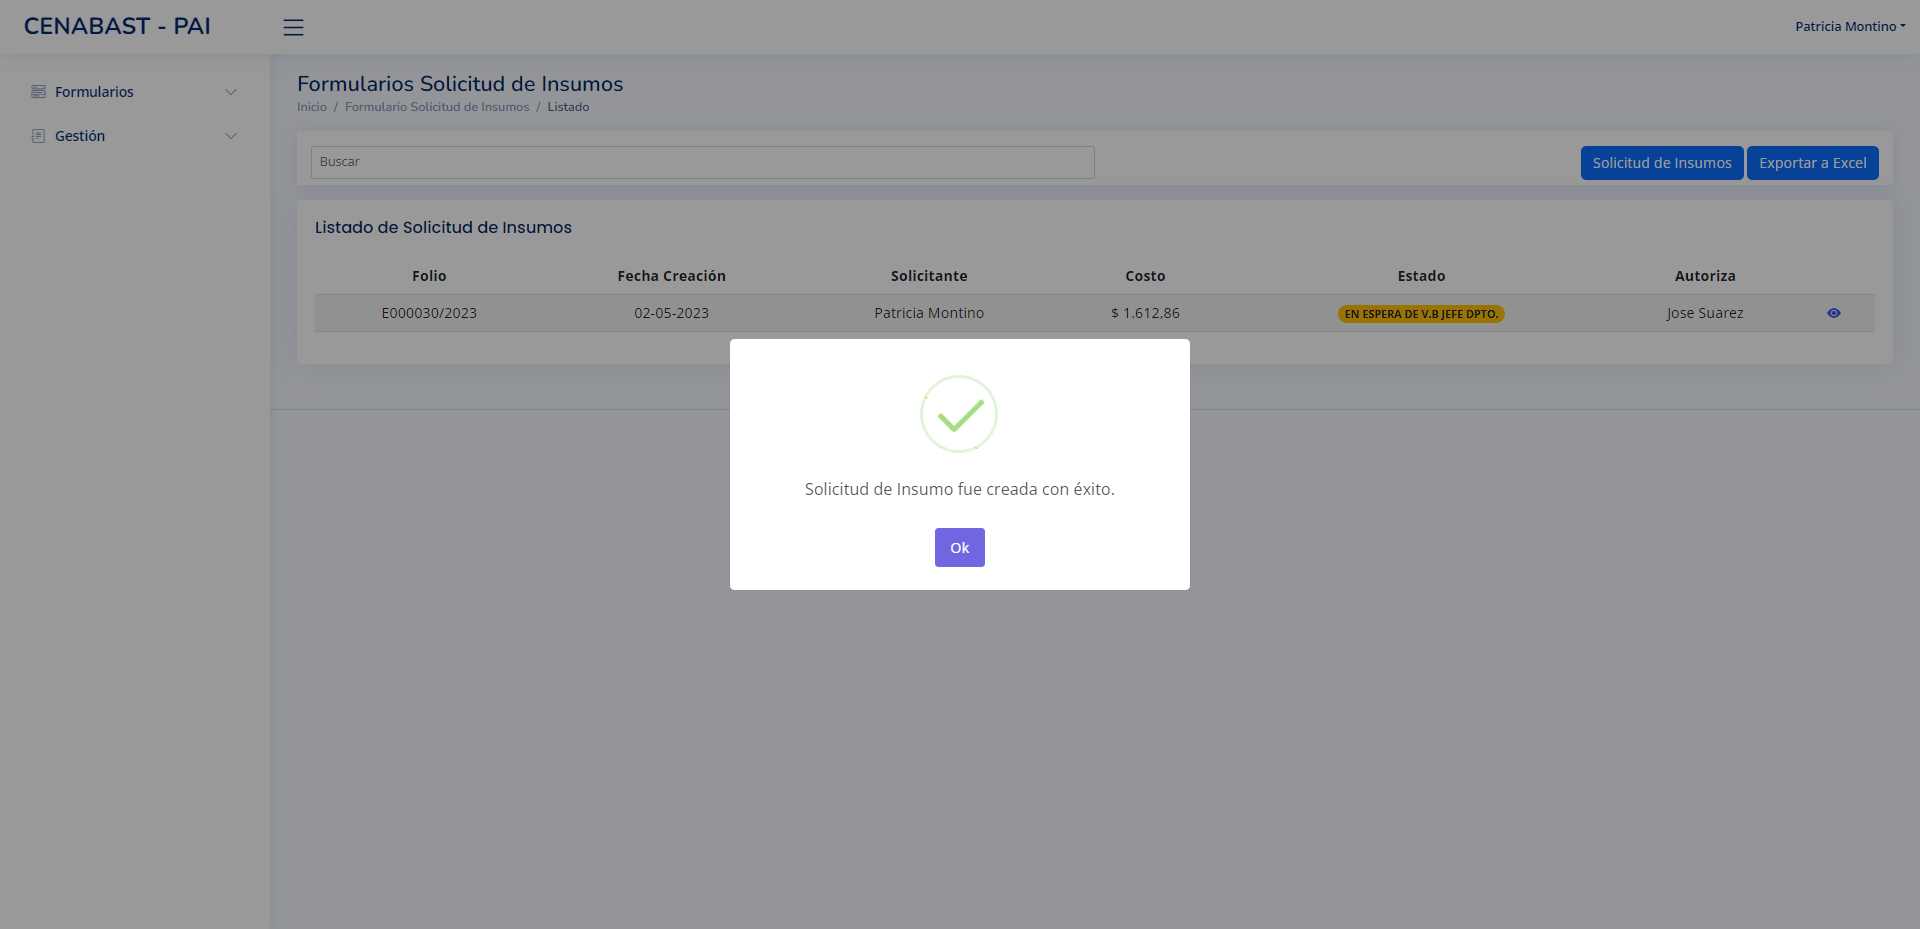 CENABAST - PAI
Patricia Montino
Formularios
Gestión
Formularios Solicitud de Insumos
Inicio / Formulario Solicitud de Insumos / Listado
Buscar
Solicitud de Insumos
Exportar a Excel
Listado de Solicitud de Insumos
Folio Fecha Creación Solicitante Costo Estado Autoriza
E000030/2023 02-05-2023 Patricia Montino $ 1.612,86 EN ESPERA DE V.B JEFE DPTO. Jose Suarez
Solicitud de Insumo fue creada con éxito.
Ok